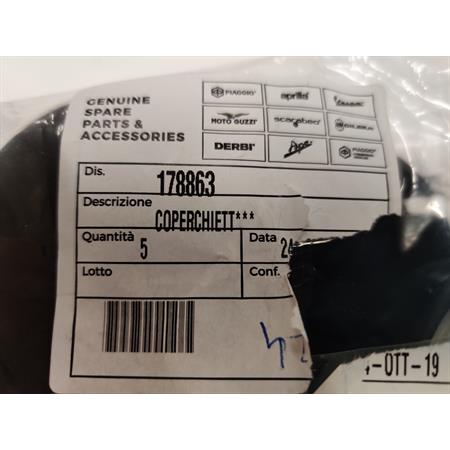 GENUINE
SPARE
PARTS &
ACCESSORIES
PIAGGIO
aprilia
Vespa
MOTO GUZZI
scarabeo
GILERA
DERBI
Ape
PIAGGIO
Dis.
178863
Descrizione
COPERCHIETT***
Quantità
5
Data
24
Lotto
Conf.
-OTT-19